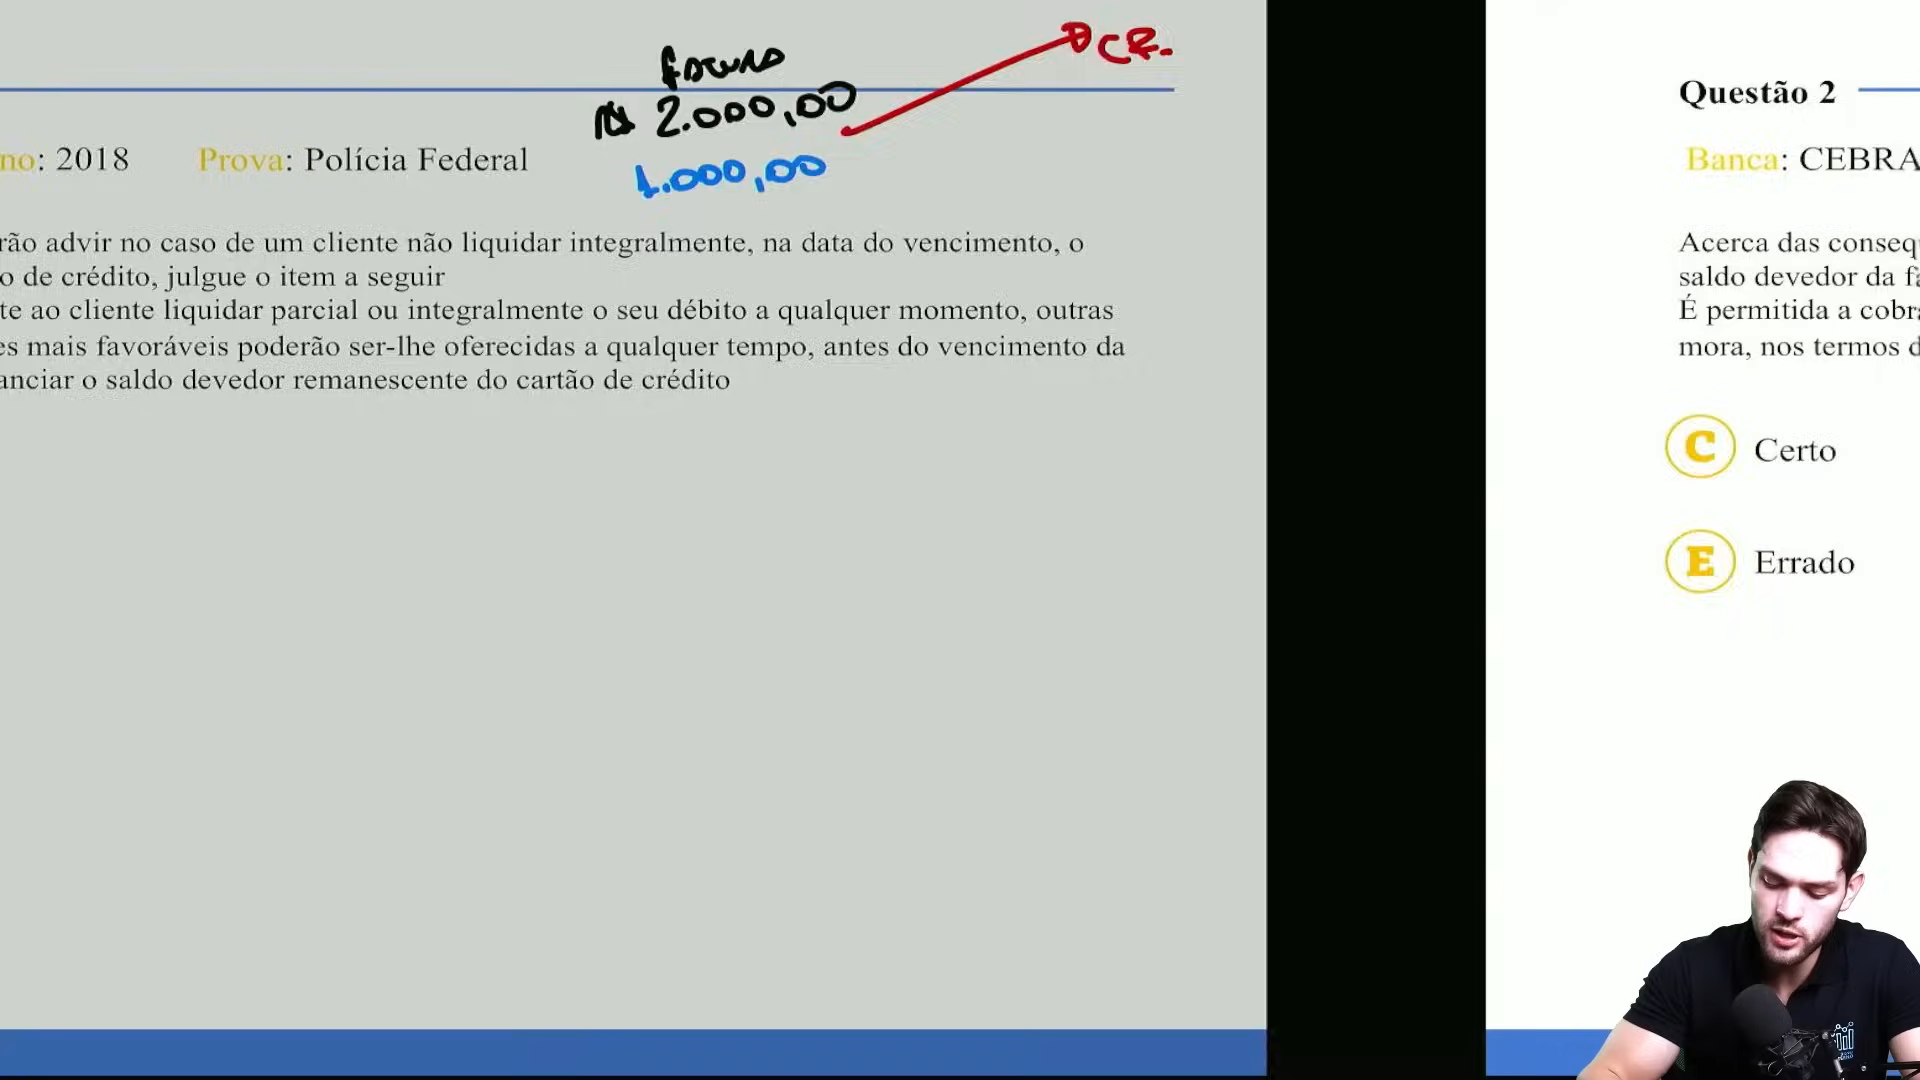 fatura
R$ 2.000,00
CR.
1.000,00
no: 2018 Prova: Polícia Federal
rão advir no caso de um cliente não liquidar integralmente, na data do vencimento, o
o de crédito, julgue o item a seguir
te ao cliente liquidar parcial ou integralmente o seu débito a qualquer momento, outras
es mais favoráveis poderão ser-lhe oferecidas a qualquer tempo, antes do vencimento da
anciar o saldo devedor remanescente do cartão de crédito
Questão 2
Banca: CEBRA
Acerca das conseq
saldo devedor da fa
É permitida a cobr
mora, nos termos d
C Certo
E Errado